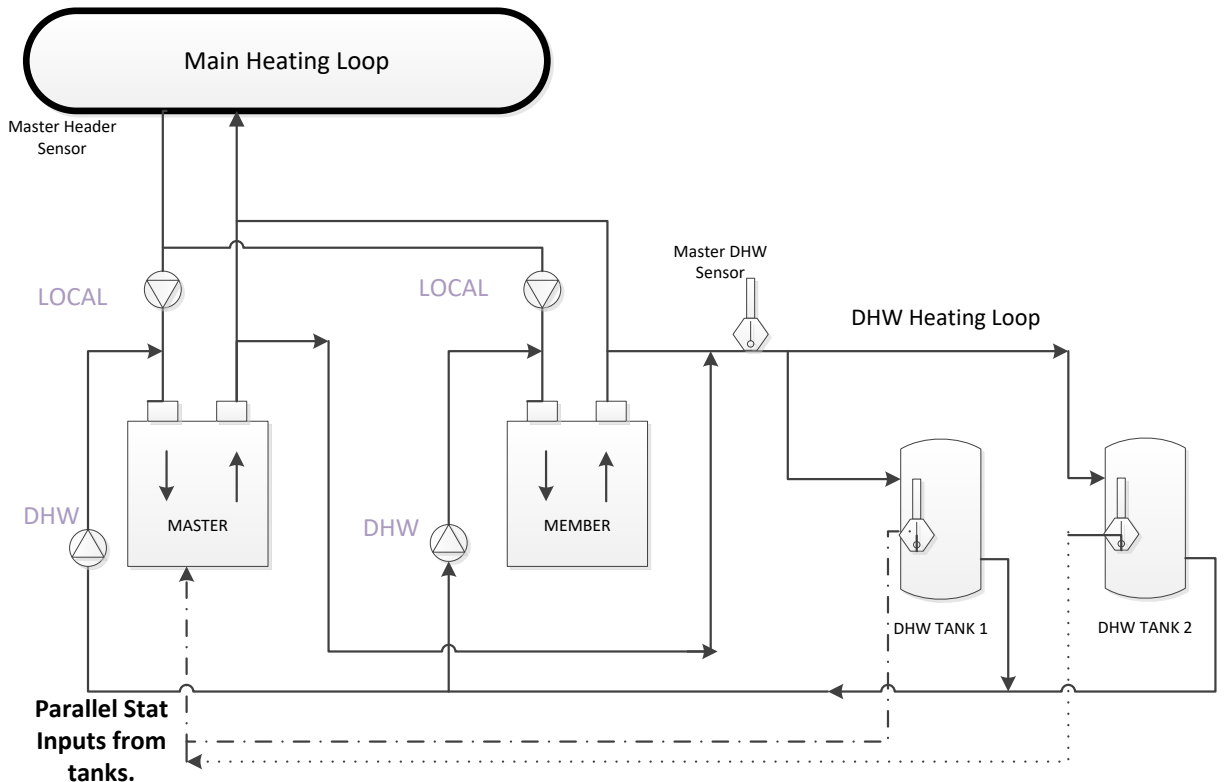 Main Heating Loop
Master Header
Sensor
Master DHW
Sensor
LOCAL
LOCAL
DHW Heating Loop
DHW
MASTER
DHW
MEMBER
DHW TANK 1
DHW TANK 2
Parallel Stat
Inputs from
tanks.